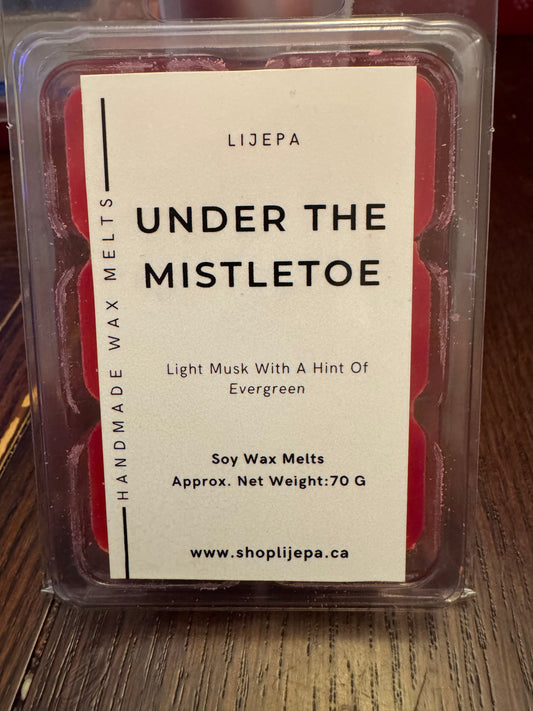 LIJEPA
UNDER THE
MISTLETOE
HANDMADE WAX MELTS
Light Musk With A Hint Of
Evergreen
Soy Wax Melts
Approx. Net Weight:70 G
www.shoplijepa.ca